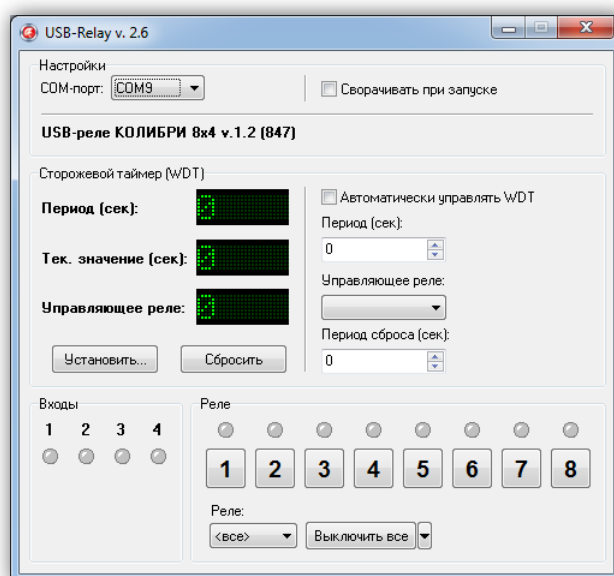 USB-Relay v. 2.6
Настройки
COM-порт: COM9
Сворачивать при запуске
USB-реле КОЛИБРИ 8x4 v.1.2 (847)
Сторожевой таймер (WDT)
Период (сек): 0
Тек. значение (сек): 0
Управляющее реле: 0
Установить... Сбросить
Автоматически управлять WDT
Период (сек):
0
Управляющее реле:
Период сброса (сек):
0
Входы
1 2 3 4
Реле
1 2 3 4 5 6 7 8
Реле:
<все> Выключить все